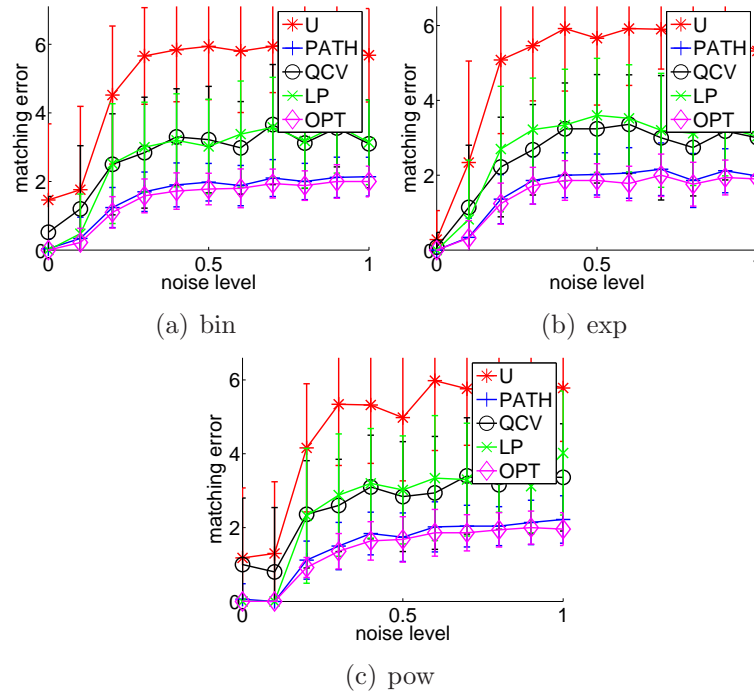 U
PATH
QCV
LP
OPT
6
4
2
0
matching error
0
0.5
1
noise level
(a) bin
U
PATH
QCV
LP
OPT
6
4
2
0
matching error
0
0.5
noise level
(b) exp
U
PATH
QCV
LP
OPT
6
4
2
0
matching error
0
0.5
1
noise level
(c) pow